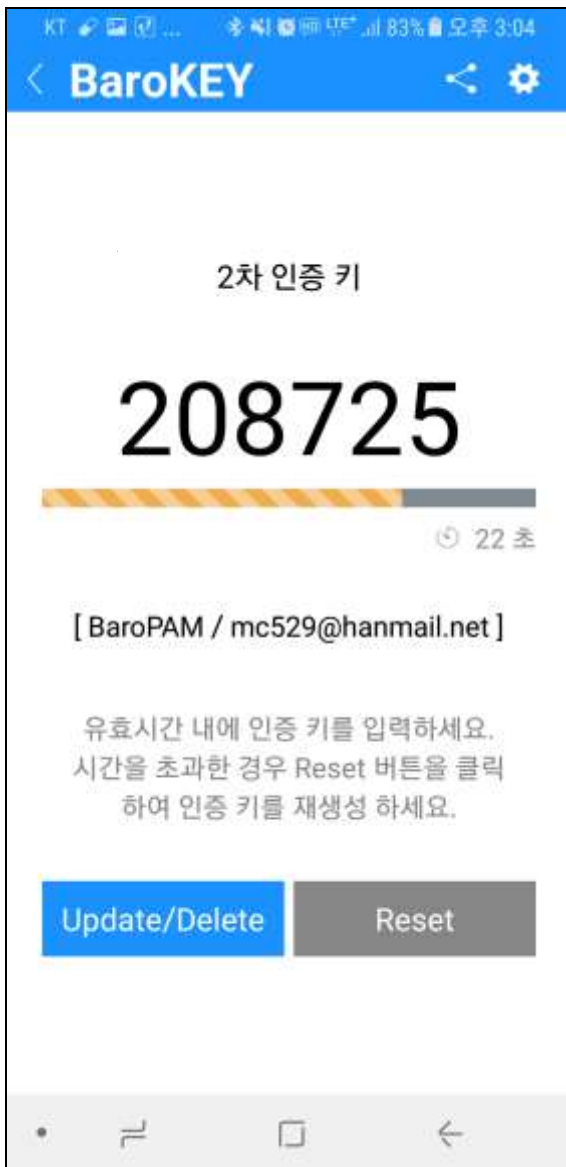 KT ... LTE+ 83% 오후 3:04
BaroKEY
2차 인증 키
208725
22 초
[ BaroPAM / mc529@hanmail.net ]
유효시간 내에 인증 키를 입력하세요.
시간을 초과한 경우 Reset 버튼을 클릭
하여 인증 키를 재생성 하세요.
Update/Delete Reset